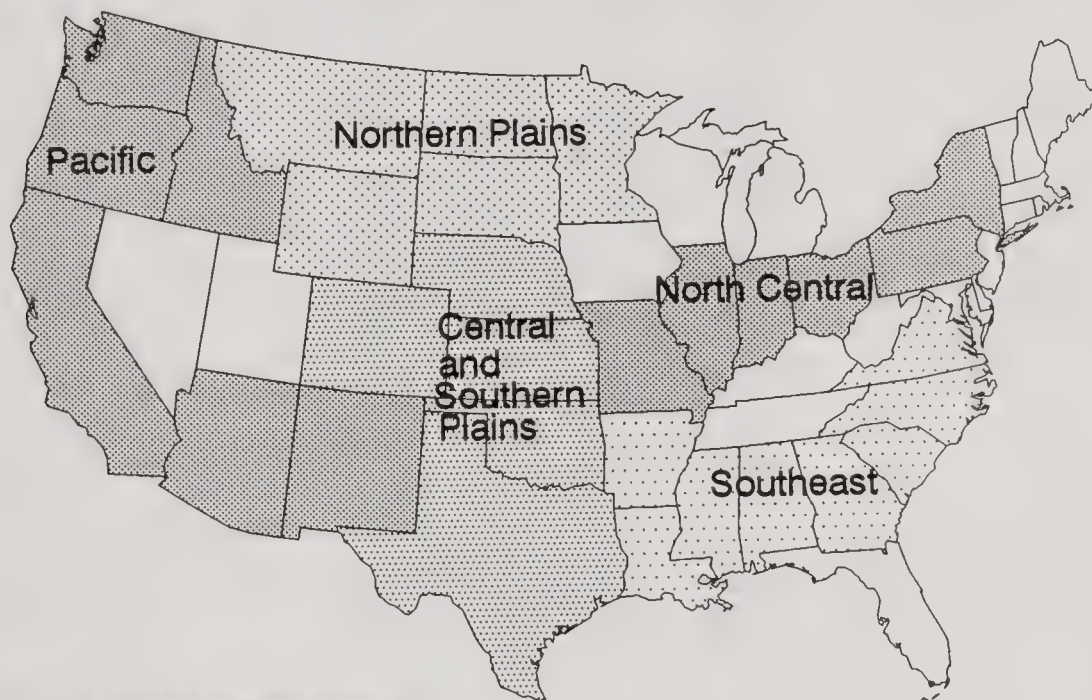 Northern Plains
Pacific
North Central
Central
and
Southern
Plains
Southeast